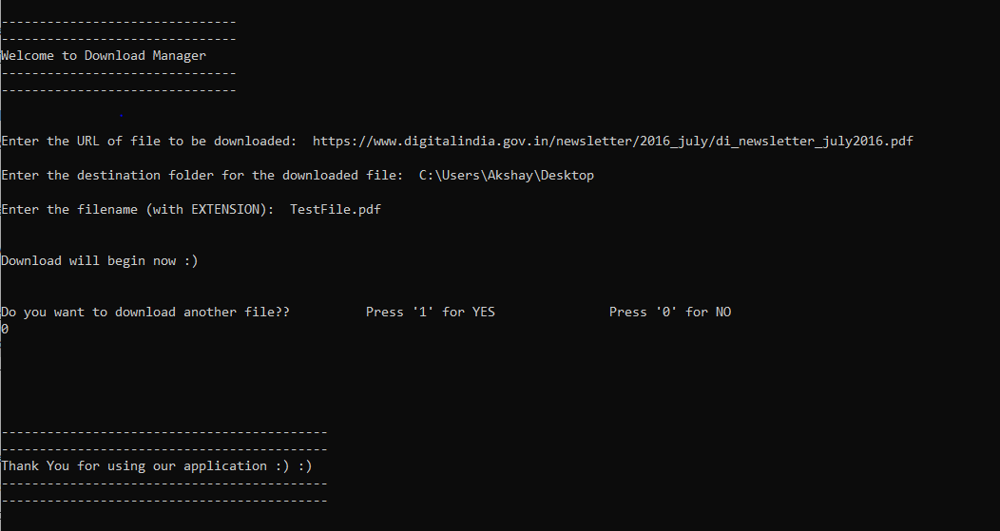 -------------------------------
-------------------------------
Welcome to Download Manager
-------------------------------
-------------------------------
Enter the URL of file to be downloaded:  https://www.digitalindia.gov.in/newsletter/2016_july/di_newsletter_july2016.pdf
Enter the destination folder for the downloaded file:  C:\Users\Akshay\Desktop
Enter the filename (with EXTENSION):  TestFile.pdf
Download will begin now :)
Do you want to download another file??          Press '1' for YES               Press '0' for NO
0
-------------------------------------------
-------------------------------------------
Thank You for using our application :) :)
-------------------------------------------
-------------------------------------------